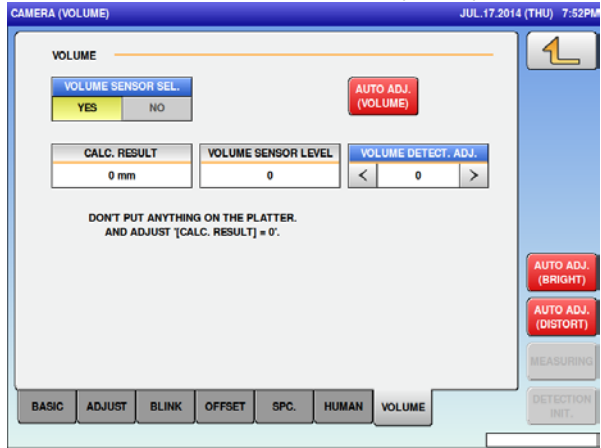 CAMERA (VOLUME) JUL.17.2014 (THU) 7:52PM
VOLUME
VOLUME SENSOR SEL.
YES NO
AUTO ADJ.
(VOLUME)
CALC. RESULT VOLUME SENSOR LEVEL VOLUME DETECT. ADJ.
0 mm 0 < 0 >
DON'T PUT ANYTHING ON THE PLATTER.
AND ADJUST '[CALC. RESULT] = 0'.
AUTO ADJ.
(BRIGHT)
AUTO ADJ.
(DISTORT)
MEASURING
DETECTION
INIT.
BASIC ADJUST BLINK OFFSET SPC. HUMAN VOLUME